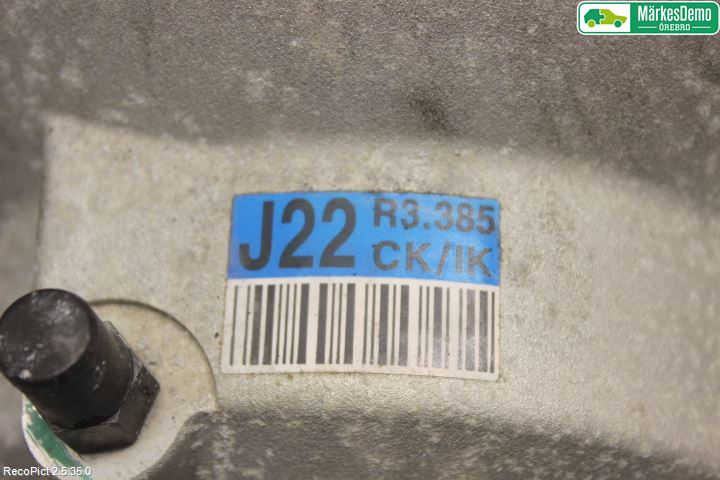 MärkesDemo
ÖREBRO
J22 R3.385
CK/IK
RecoPict 2.5.35.0